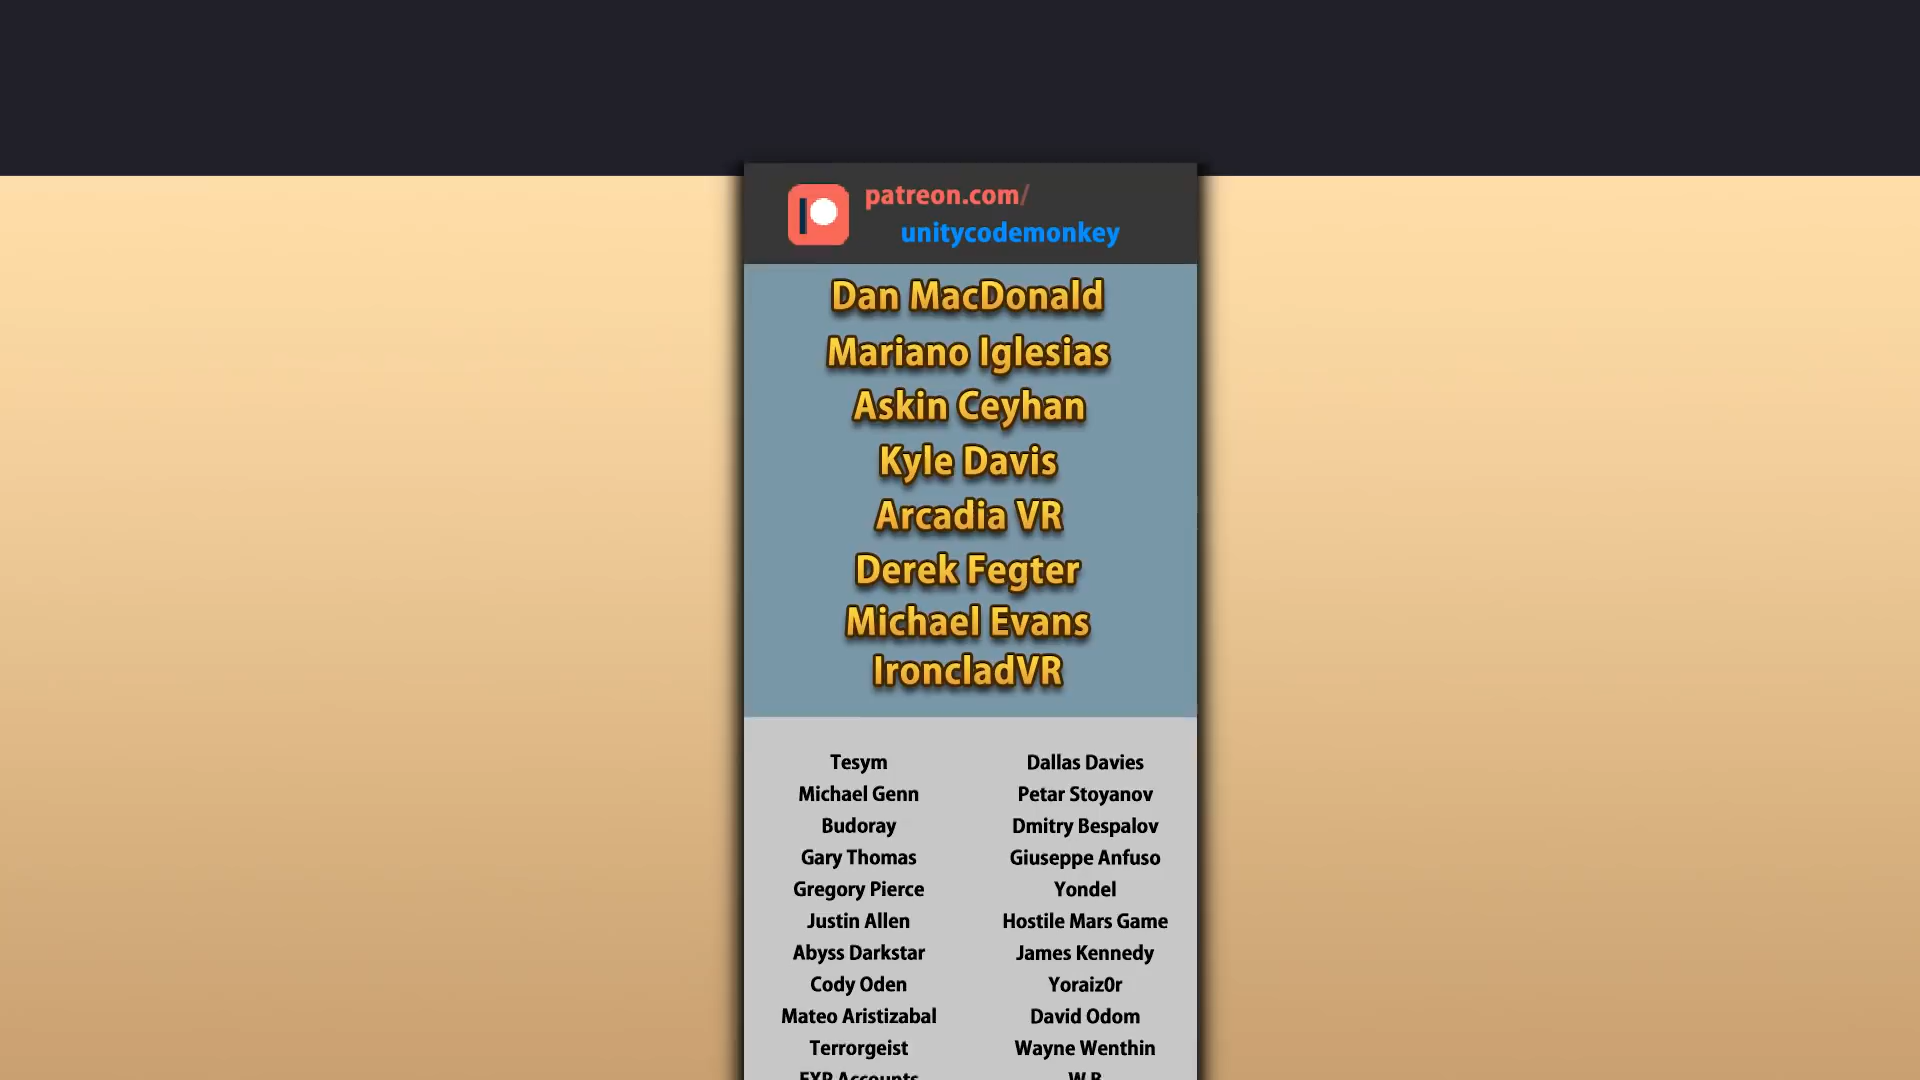 patreon.com/
unitycodemonkey
Dan MacDonald
Mariano Iglesias
Askin Ceyhan
Kyle Davis
Arcadia VR
Derek Fegter
Michael Evans
IroncladVR
Tesym Dallas Davies
Michael Genn Petar Stoyanov
Budoray Dmitry Bespalov
Gary Thomas Giuseppe Anfuso
Gregory Pierce Yondel
Justin Allen Hostile Mars Game
Abyss Darkstar James Kennedy
Cody Oden Yoraiz0r
Mateo Aristizabal David Odom
Terrorgeist Wayne Wenthin